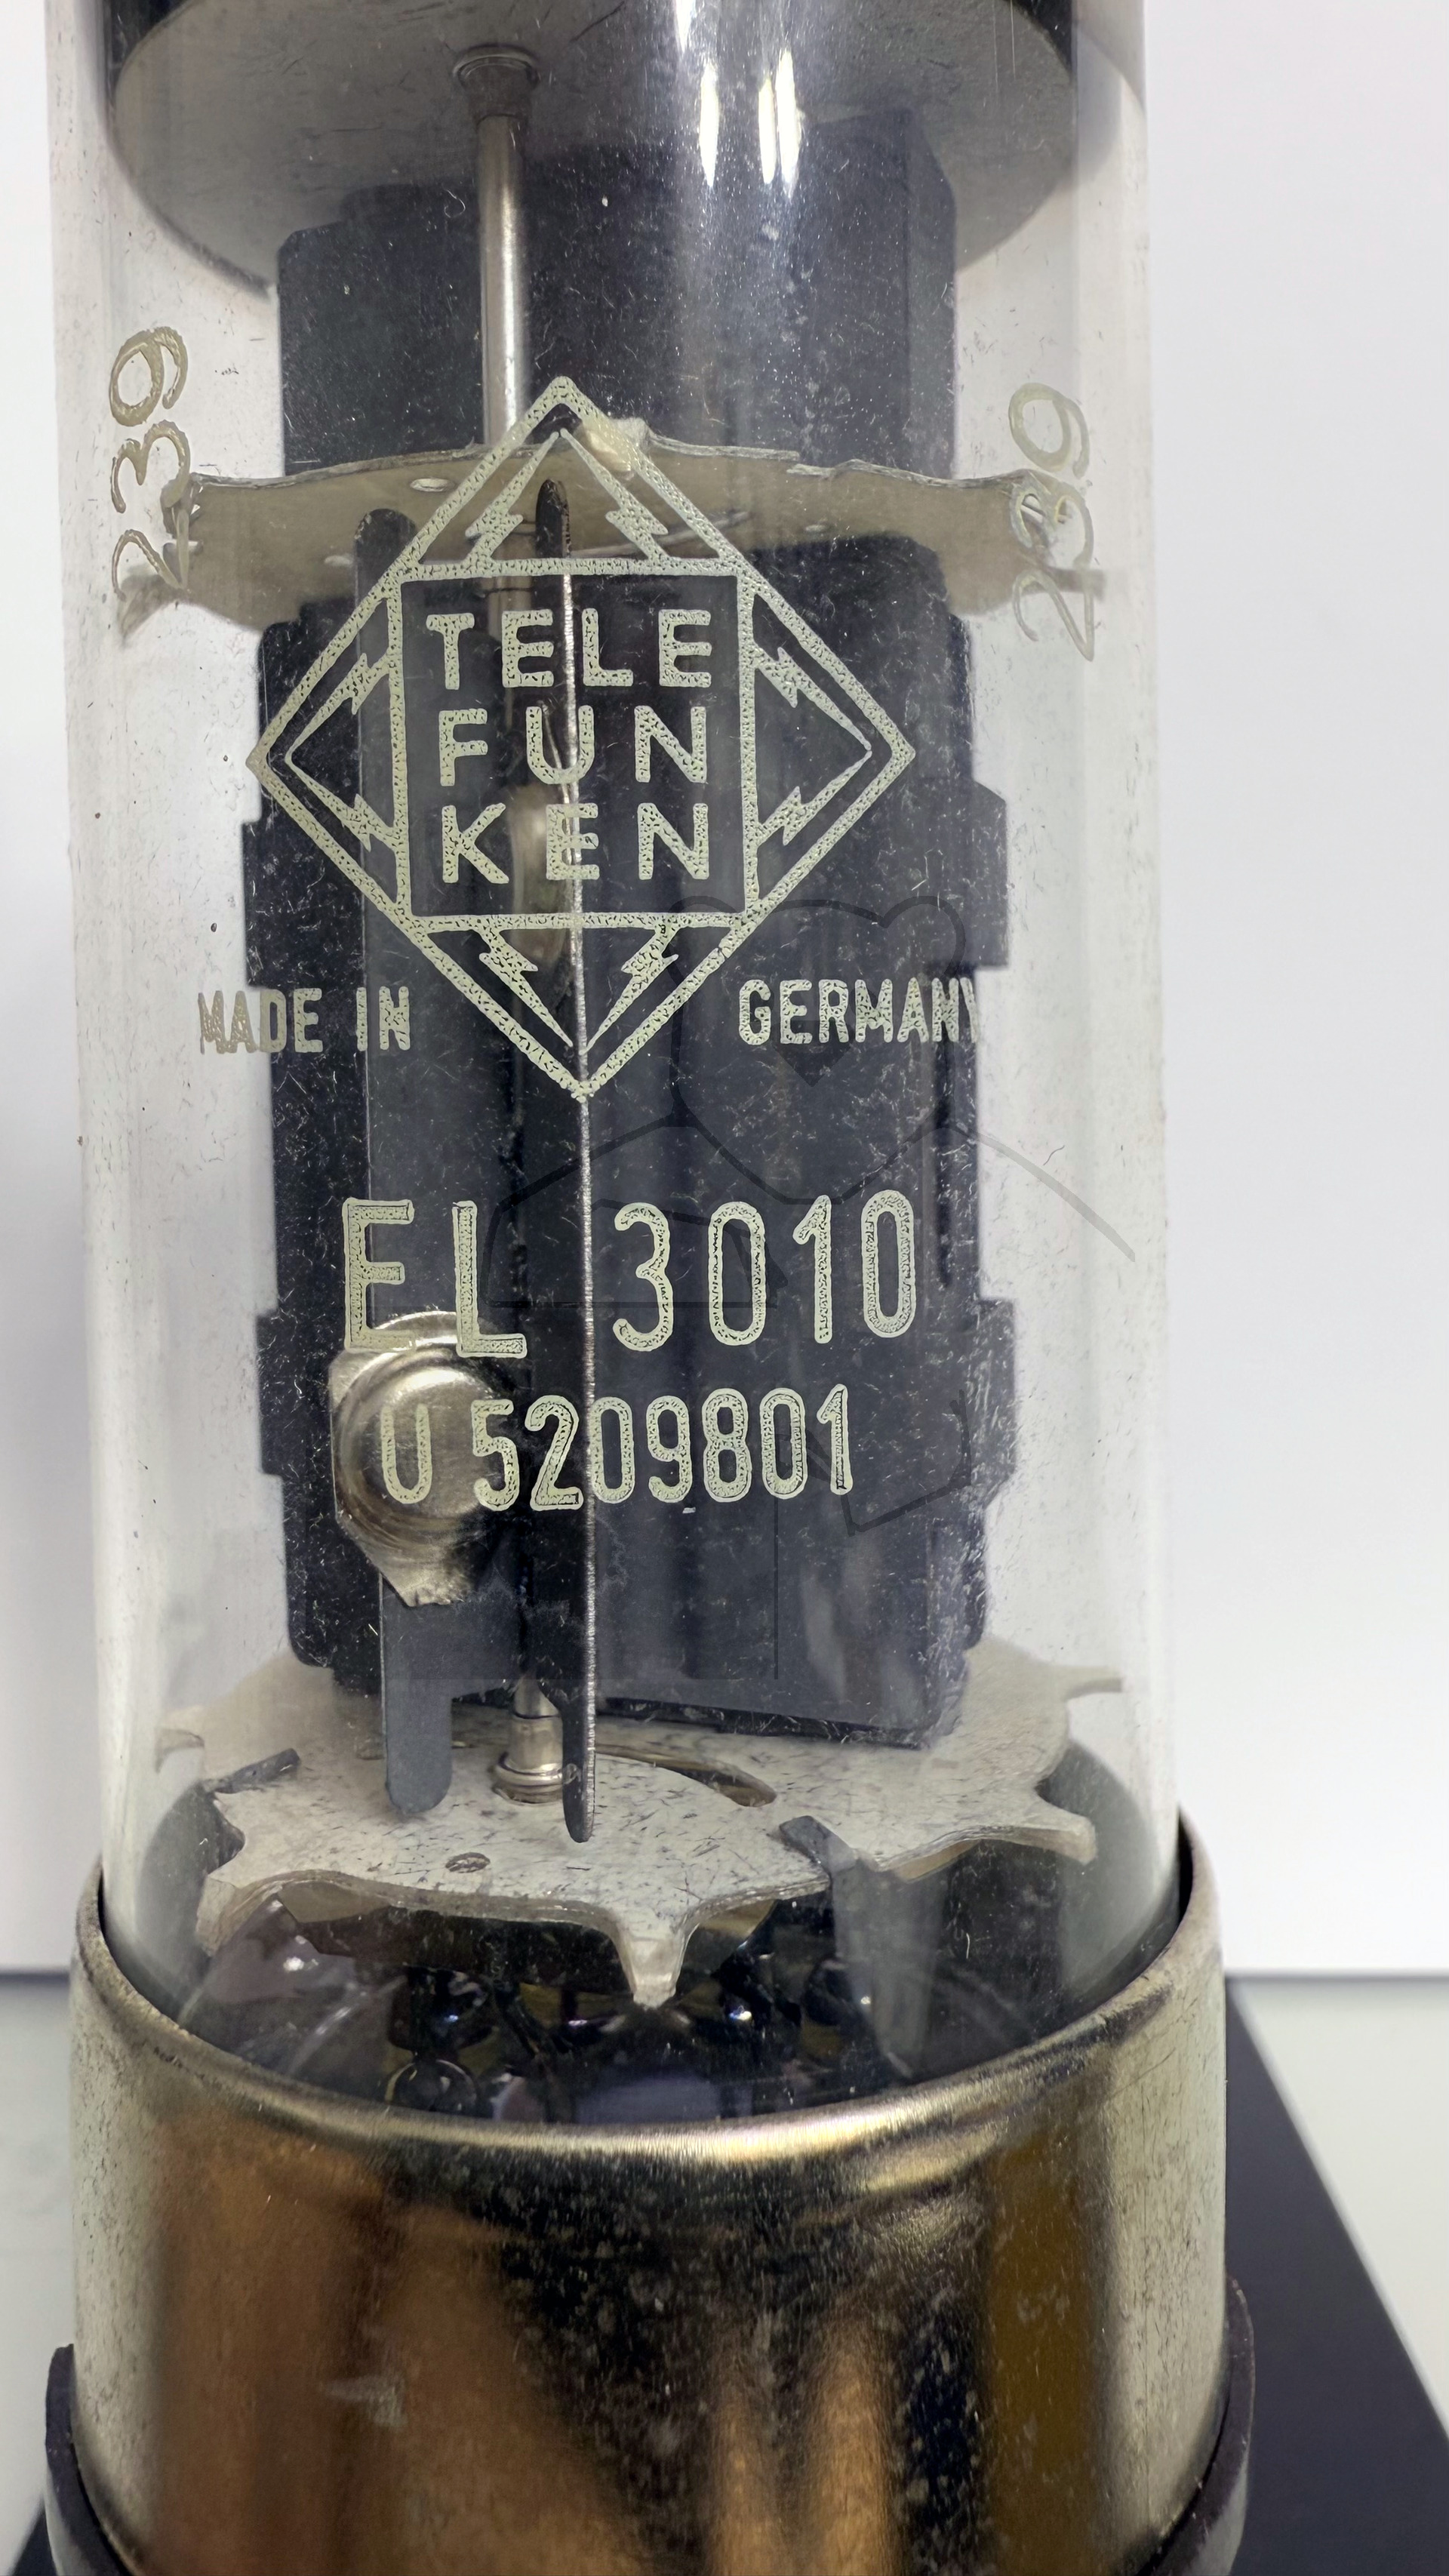 239
239
TELE
FUN
KEN
MADE IN GERMANY
EL 3010
U 5209801